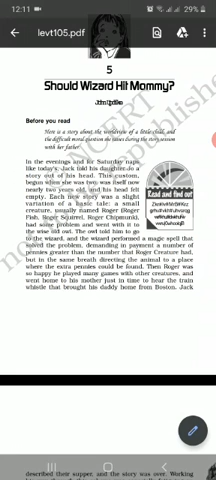 12:11
29%
levt105.pdf
5
Should Wizard Hit Mommy?
John Updike
Before you read
Here is a story about the worldview of a little child, and
the difficult moral question she raises during the story session
with her father.
In the evenings and for Saturday naps
like today's, Jack told his daughter Jo a
story out of his head. This custom,
begun when she was two, was itself now
nearly two years old, and his head felt
empty. Each new story was a slight
variation of a basic tale: a small
creature, usually named Roger (Roger
Fish, Roger Squirrel, Roger Chipmunk),
had some problem and went with it to
the wise old owl. The owl told him to go
to the wizard, and the wizard performed a magic spell that
solved the problem, demanding in payment a number of
pennies greater than the number that Roger Creature had,
but in the same breath directing the animal to a place
where the extra pennies could be found. Then Roger was
so happy he played many games with other creatures, and
went home to his mother just in time to hear the train
whistle that brought his daddy home from Boston. Jack
Read and find out
described their supper, and the story was over. Working